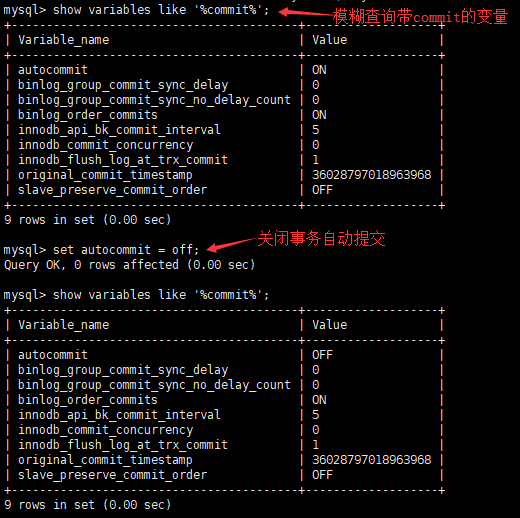 mysql> show variables like '%commit%';
模糊查询带commit的变量
+-----------------------------------------+-------------------+
| Variable_name | Value |
+-----------------------------------------+-------------------+
| autocommit | ON |
| binlog_group_commit_sync_delay | 0 |
| binlog_group_commit_sync_no_delay_count | 0 |
| binlog_order_commits | ON |
| innodb_api_bk_commit_interval | 5 |
| innodb_commit_concurrency | 0 |
| innodb_flush_log_at_trx_commit | 1 |
| original_commit_timestamp | 36028797018963968 |
| slave_preserve_commit_order | OFF |
+-----------------------------------------+-------------------+
9 rows in set (0.00 sec)
mysql> set autocommit = off;
关闭事务自动提交
Query OK, 0 rows affected (0.00 sec)
mysql> show variables like '%commit%';
+-----------------------------------------+-------------------+
| Variable_name | Value |
+-----------------------------------------+-------------------+
| autocommit | OFF |
| binlog_group_commit_sync_delay | 0 |
| binlog_group_commit_sync_no_delay_count | 0 |
| binlog_order_commits | ON |
| innodb_api_bk_commit_interval | 5 |
| innodb_commit_concurrency | 0 |
| innodb_flush_log_at_trx_commit | 1 |
| original_commit_timestamp | 36028797018963968 |
| slave_preserve_commit_order | OFF |
+-----------------------------------------+-------------------+
9 rows in set (0.00 sec)